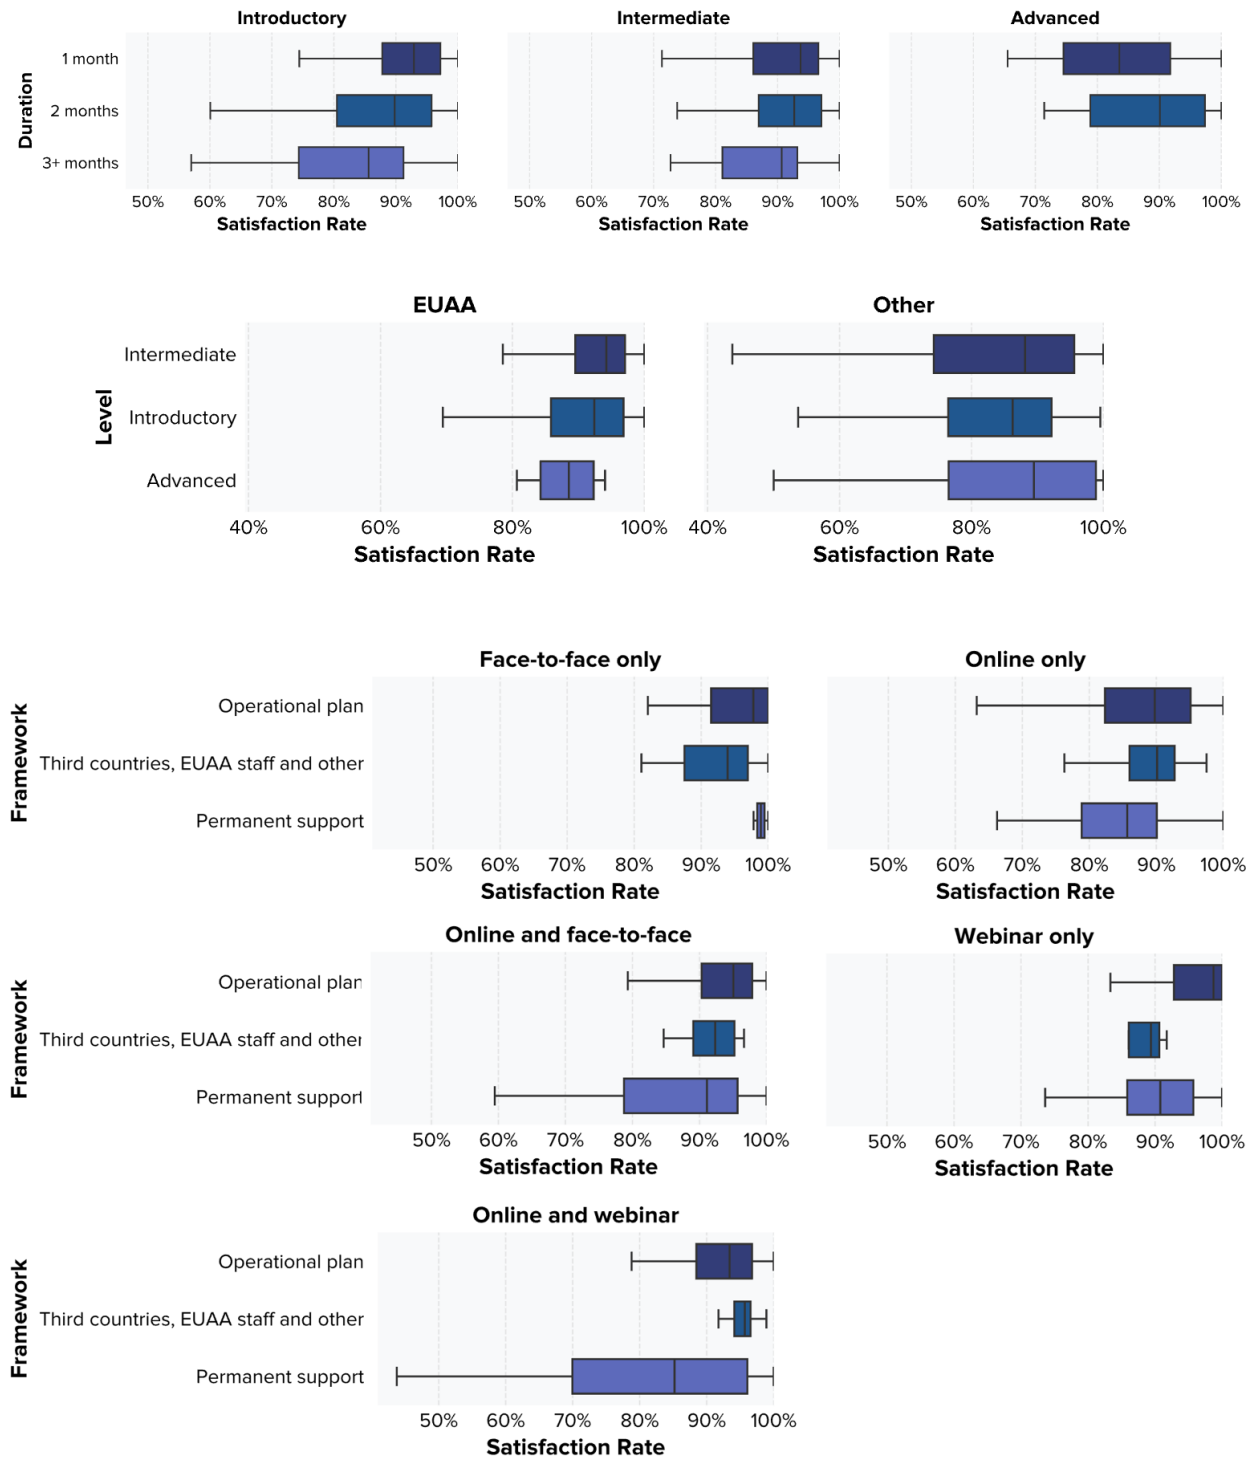 Introductory Intermediate Advanced
Duration
1 month
2 months
3+ months
50% 60% 70% 80% 90% 100% 50% 60% 70% 80% 90% 100% 50% 60% 70% 80% 90% 100%
Satisfaction Rate Satisfaction Rate Satisfaction Rate
EUAA Other
Level
Intermediate
Introductory
Advanced
40% 60% 80% 100% 40% 60% 80% 100%
Satisfaction Rate Satisfaction Rate
Face-to-face only Online only
Framework
Operational plan
Third countries, EUAA staff and other
Permanent support
50% 60% 70% 80% 90% 100% 50% 60% 70% 80% 90% 100%
Satisfaction Rate Satisfaction Rate
Online and face-to-face Webinar only
Framework
Operational plan
Third countries, EUAA staff and other
Permanent support
50% 60% 70% 80% 90% 100% 50% 60% 70% 80% 90% 100%
Satisfaction Rate Satisfaction Rate
Online and webinar
Framework
Operational plan
Third countries, EUAA staff and other
Permanent support
50% 60% 70% 80% 90% 100%
Satisfaction Rate